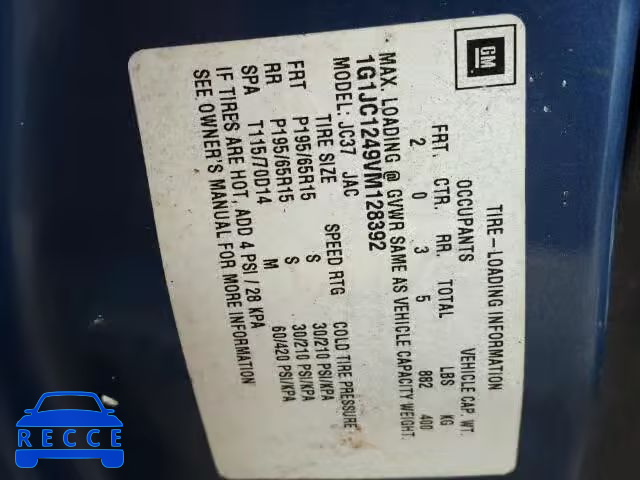 GM
TIRE-LOADING INFORMATION
OCCUPANTS VEHICLE CAP. WT.
FRT. CTR. RR. TOTAL LBS KG
2 0 3 5 882 400
MAX. LOADING @ GVWR SAME AS VEHICLE CAPACITY WEIGHT.
1G1JC1249VM128392
MODEL: JC37 JAC
TIRE SIZE SPEED RTG COLD TIRE PRESSURE
FRT P195/65R15 S 30/210 PSI/KPA
RR P195/65R15 S 30/210 PSI/KPA
SPA T115/70D14 M 60/420 PSI/KPA
IF TIRES ARE HOT, ADD 4 PSI / 28 KPA
SEE OWNER'S MANUAL FOR MORE INFORMATION
RECCE